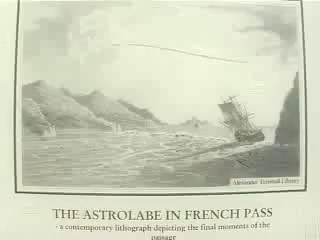 Alexander Turnbull Library
THE ASTROLABE IN FRENCH PASS
- a contemporary lithograph depicting the final moments of the
passage